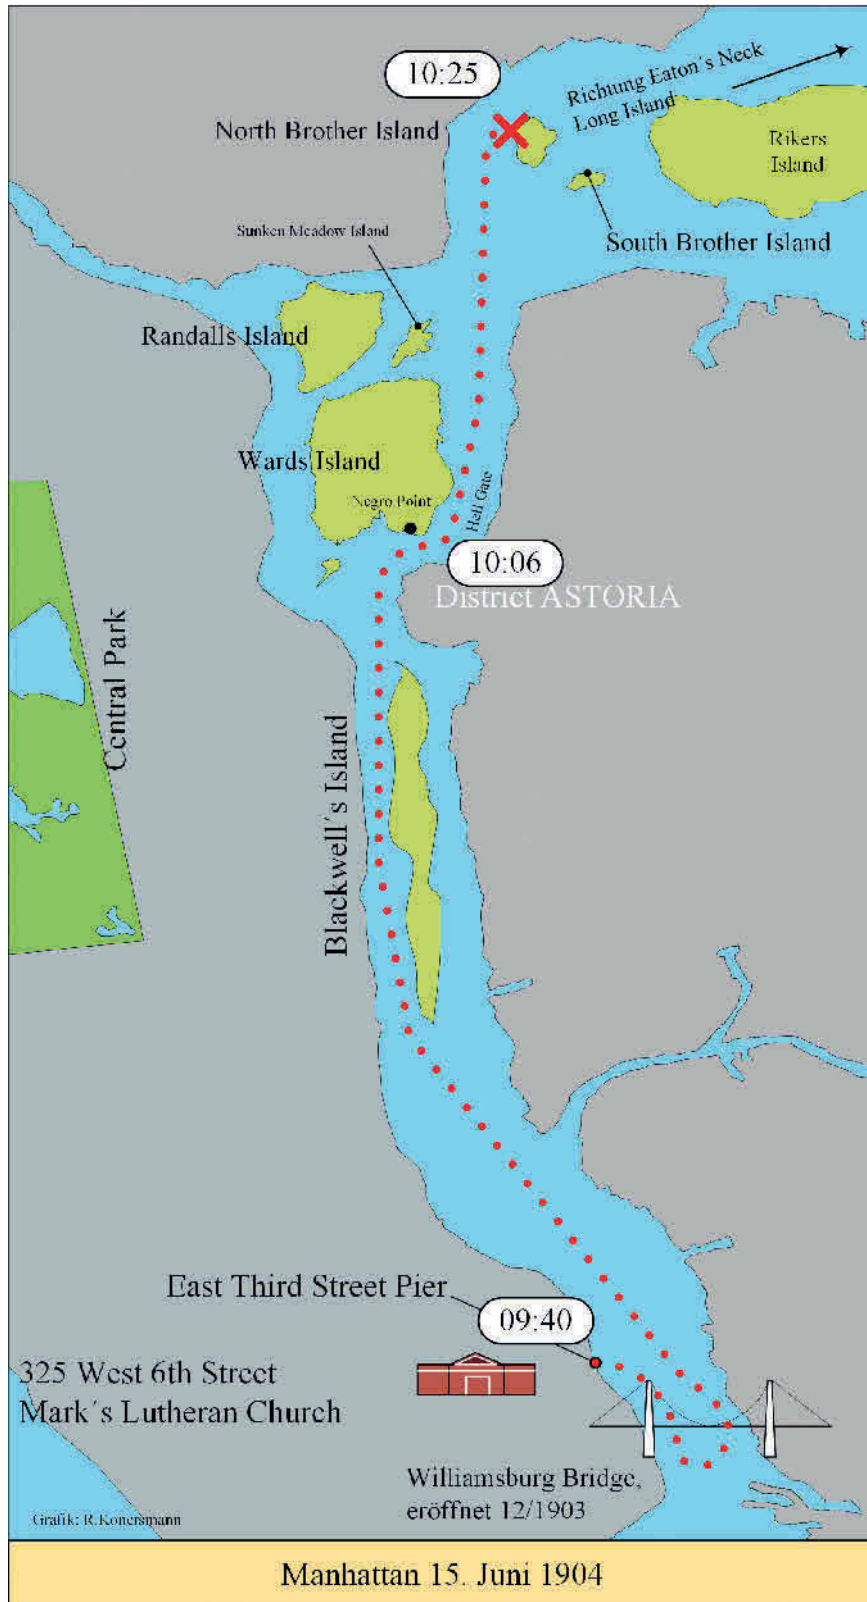 10:25
Richtung Eaton´s Neck
Long Island
North Brother Island
Rikers
Island
Sunken Meadow Island
South Brother Island
Randalls Island
Wards Island
Negro Point
Hell Gate
10:06
District ASTORIA
Central Park
Blackwell´s Island
East Third Street Pier
09:40
325 West 6th Street
Mark´s Lutheran Church
Williamsburg Bridge,
eröffnet 12/1903
Grafik: R.Konersmann
Manhattan 15. Juni 1904